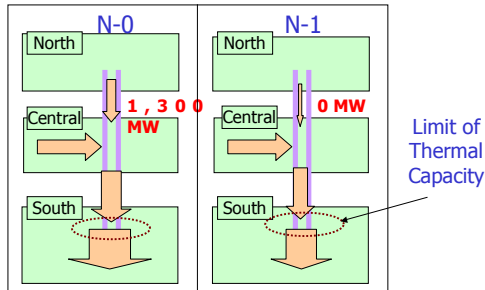 N-0
North
1,300
MW
Central
South
N-1
North
0 MW
Central
South
Limit of
Thermal
Capacity